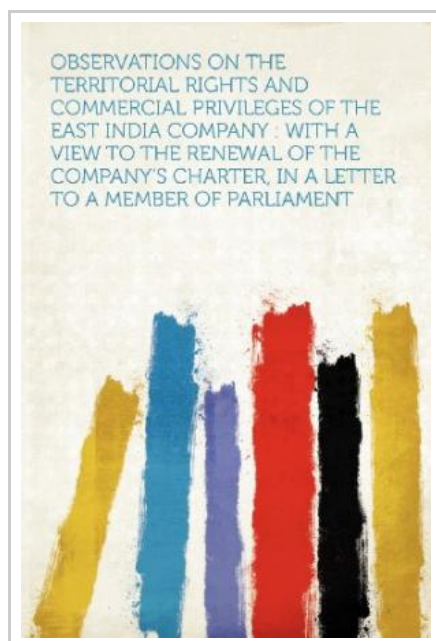 OBSERVATIONS ON THE
TERRITORIAL RIGHTS AND
COMMERCIAL PRIVILEGES OF THE
EAST INDIA COMPANY : WITH A
VIEW TO THE RENEWAL OF THE
COMPANY'S CHARTER, IN A LETTER
TO A MEMBER OF PARLIAMENT